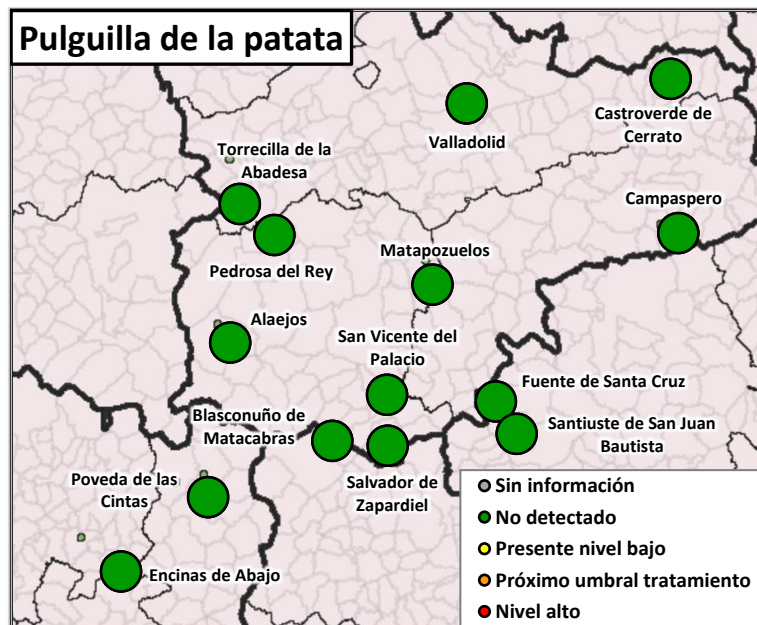 Pulguilla de la patata
Castroverde de
Cerrato
Valladolid
Torrecilla de la
Abadesa
Campaspero
Pedrosa del Rey
Matapozuelos
Alaejos
San Vicente del
Palacio
Fuente de Santa Cruz
Blasconuño de
Matacabras
Santiuste de San Juan
Bautista
Poveda de las
Cintas
Salvador de
Zapardiel
Encinas de Abajo
Sin información
No detectado
Presente nivel bajo
Próximo umbral tratamiento
Nivel alto